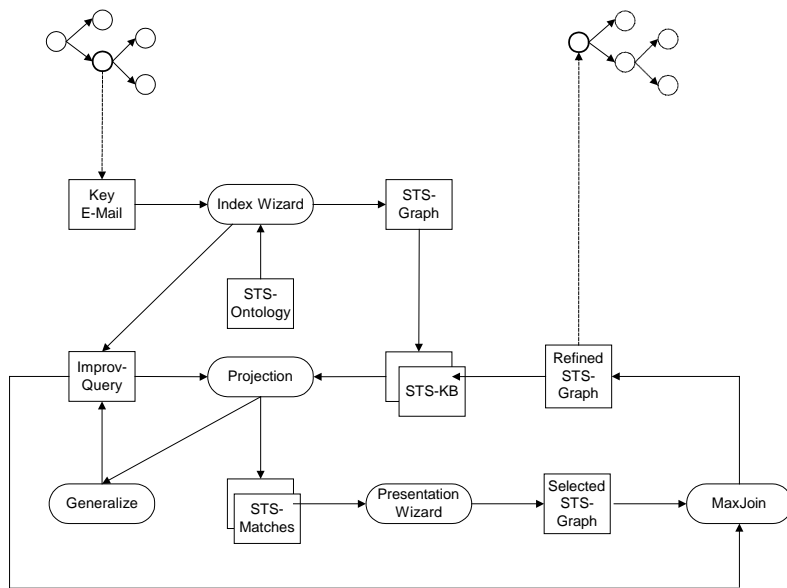 Key
E-Mail
Index Wizard
STS-
Graph
STS-
Ontology
Improv-
Query
Projection
STS-KB
Refined
STS-
Graph
Generalize
STS-
Matches
Presentation
Wizard
Selected
STS-
Graph
MaxJoin